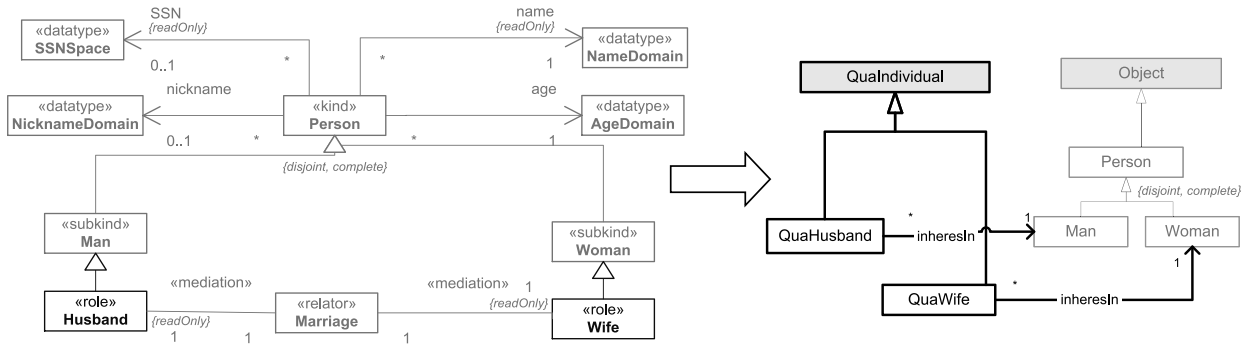 SSN
{readOnly}
name
{readOnly}
«datatype»
SSNSpace
«datatype»
NameDomain
0..1
*
*
1
nickname
age
«datatype»
NicknameDomain
«kind»
Person
«datatype»
AgeDomain
0..1
*
*
1
{disjoint, complete}
«subkind»
Man
«subkind»
Woman
«mediation»
«mediation»
1
{readOnly}
«role»
Husband
{readOnly}
«relator»
Marriage
«role»
Wife
1
1
1
QuaIndividual
Object
Person
{disjoint, complete}
QuaHusband
*
inheresIn
1
Man
Woman
1
QuaWife
*
inheresIn